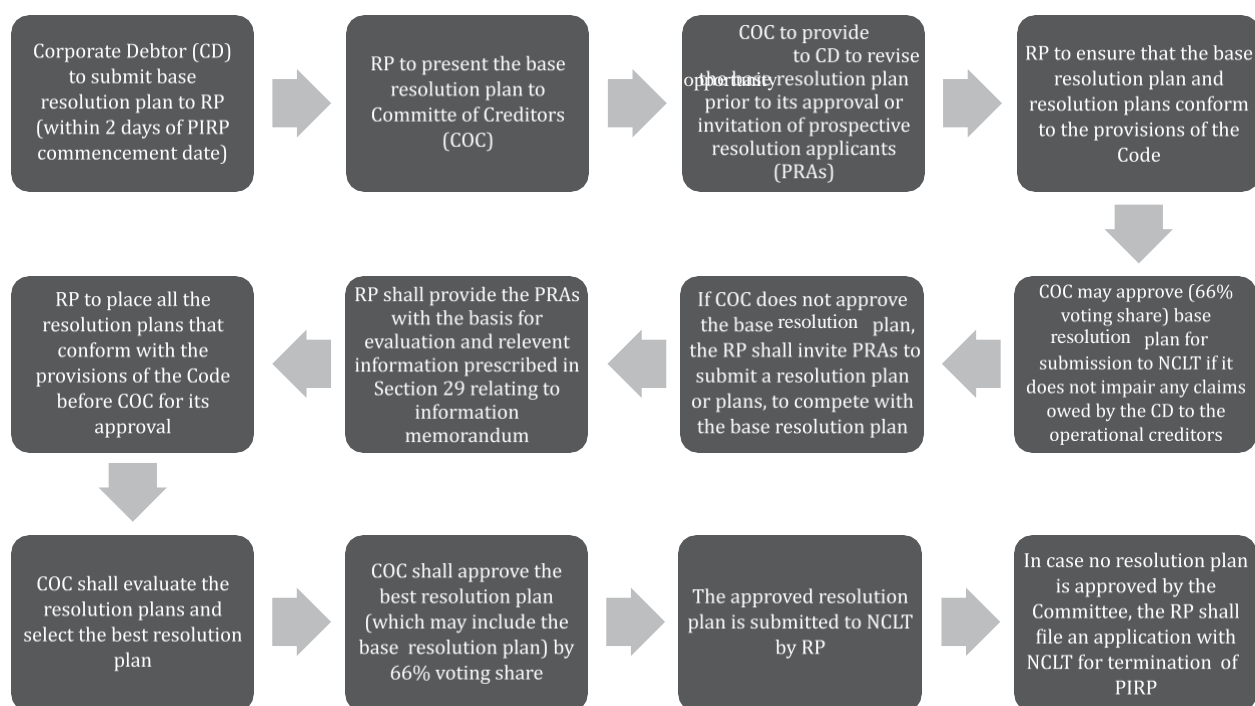 Corporate Debtor (CD)
to submit base
resolution plan to RP
(within 2 days of PIRP
commencement date)
RP to present the base
resolution plan to
Committe of Creditors
(COC)
COC to provide
to CD to revise
opportunity
the base resolution plan
prior to its approval or
invitation of prospective
resolution applicants
(PRAs)
RP to ensure that the base
resolution plan and
resolution plans conform
to the provisions of the
Code
RP to place all the
resolution plans that
conform with the
provisions of the Code
before COC for its
approval
RP shall provide the PRAs
with the basis for
evaluation and relevent
information prescribed in
Section 29 relating to
information
memorandum
If COC does not approve
the base resolution plan,
the RP shall invite PRAs to
submit a resolution plan
or plans, to compete with
the base resolution plan
COC may approve (66%
voting share) base
resolution plan for
submission to NCLT if it
does not impair any claims
owed by the CD to the
operational creditors
COC shall evaluate the
resolution plans and
select the best resolution
plan
COC shall approve the
best resolution plan
(which may include the
base resolution plan) by
66% voting share
The approved resolution
plan is submitted to NCLT
by RP
In case no resolution plan
is approved by the
Committee, the RP shall
file an application with
NCLT for termination of
PIRP